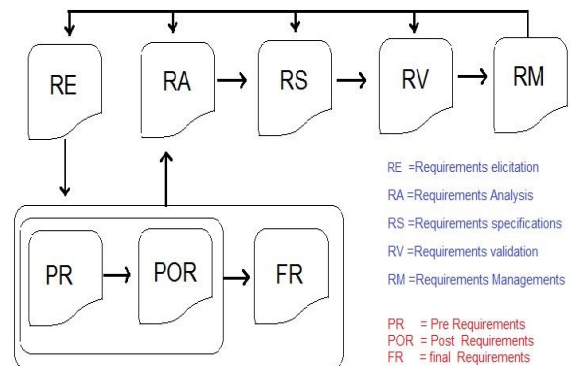 RE
RA
RS
RV
RM
RE =Requirements elicitation
RA =Requirements Analysis
RS =Requirements specifications
RV =Requirements validation
RM =Requirements Managements
PR
POR
FR
PR = Pre Requirements
POR = Post Requirements
FR = final Requirements